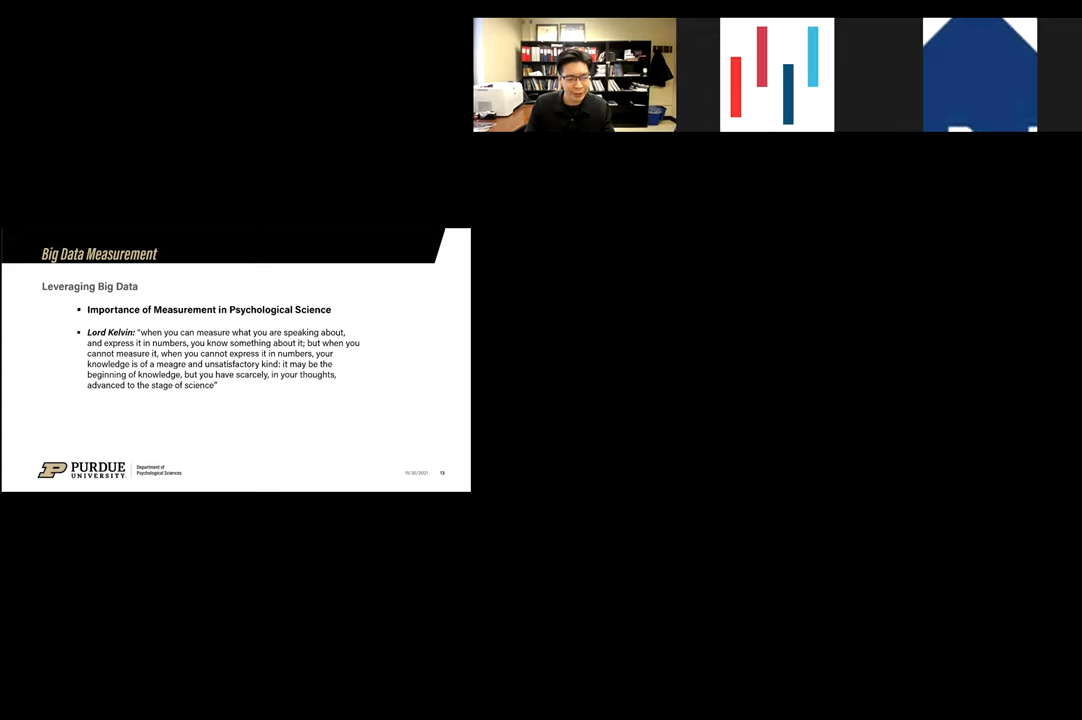 Big Data Measurement
Leveraging Big Data
▪ Importance of Measurement in Psychological Science
▪ Lord Kelvin: “when you can measure what you are speaking about,
and express it in numbers, you know something about it; but when you
cannot measure it, when you cannot express it in numbers, your
knowledge is of a meagre and unsatisfactory kind: it may be the
beginning of knowledge, but you have scarcely, in your thoughts,
advanced to the stage of science”
PURDUE
UNIVERSITY
Department of
Psychological Sciences
11/30/2021 13